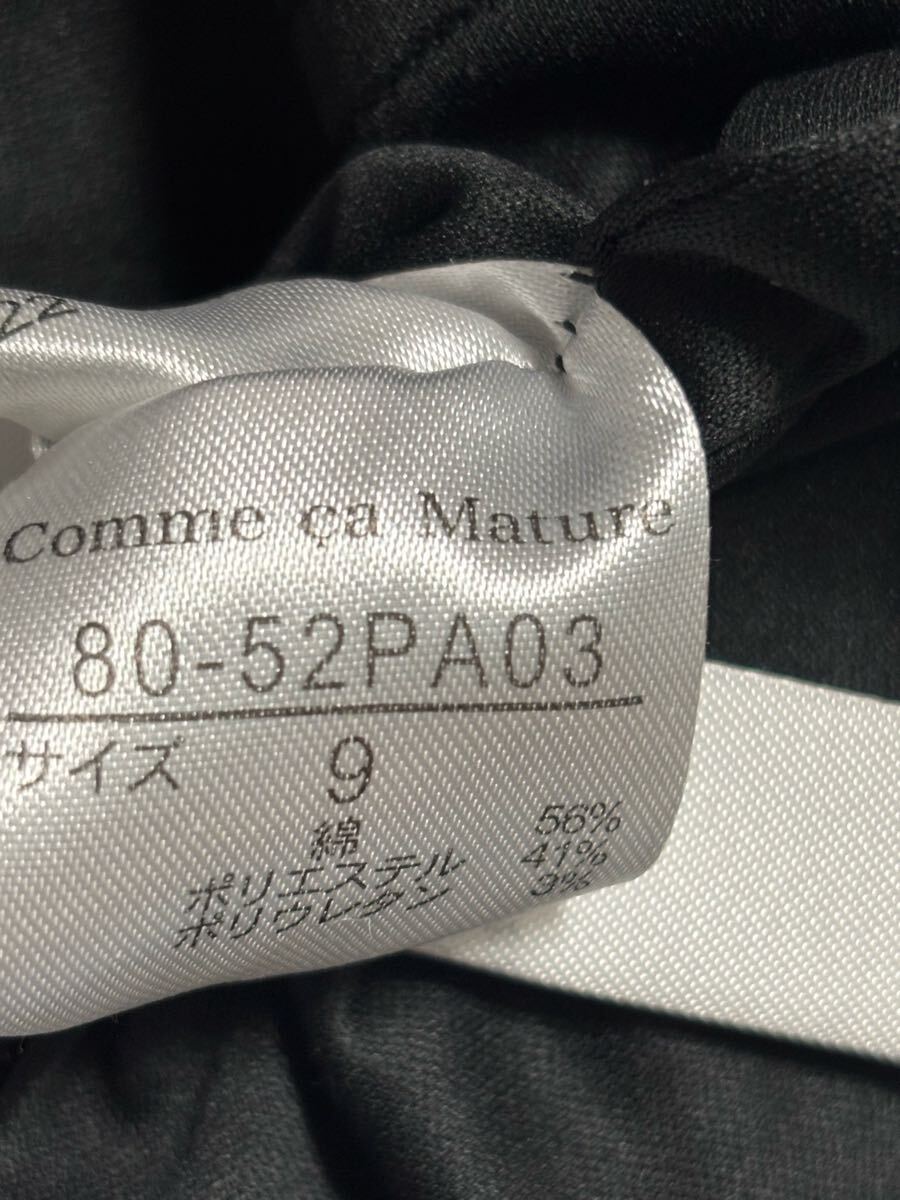 22
Comme ça Mature
80-52PA03
サイズ 9
綿 56%
ポリエステル 41%
ポリウレタン 3%